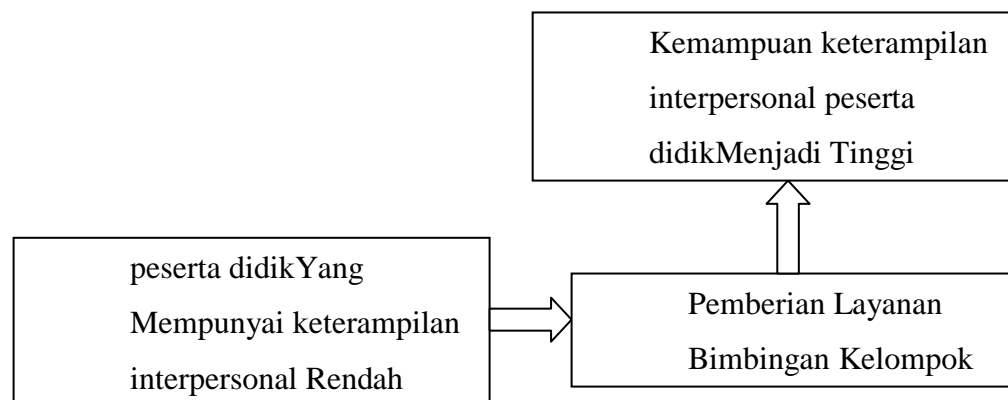 Kemampuan keterampilan
interpersonal peserta
didikMenjadi Tinggi
peserta didikYang
Mempunyai keterampilan
interpersonal Rendah
Pemberian Layanan
Bimbingan Kelompok